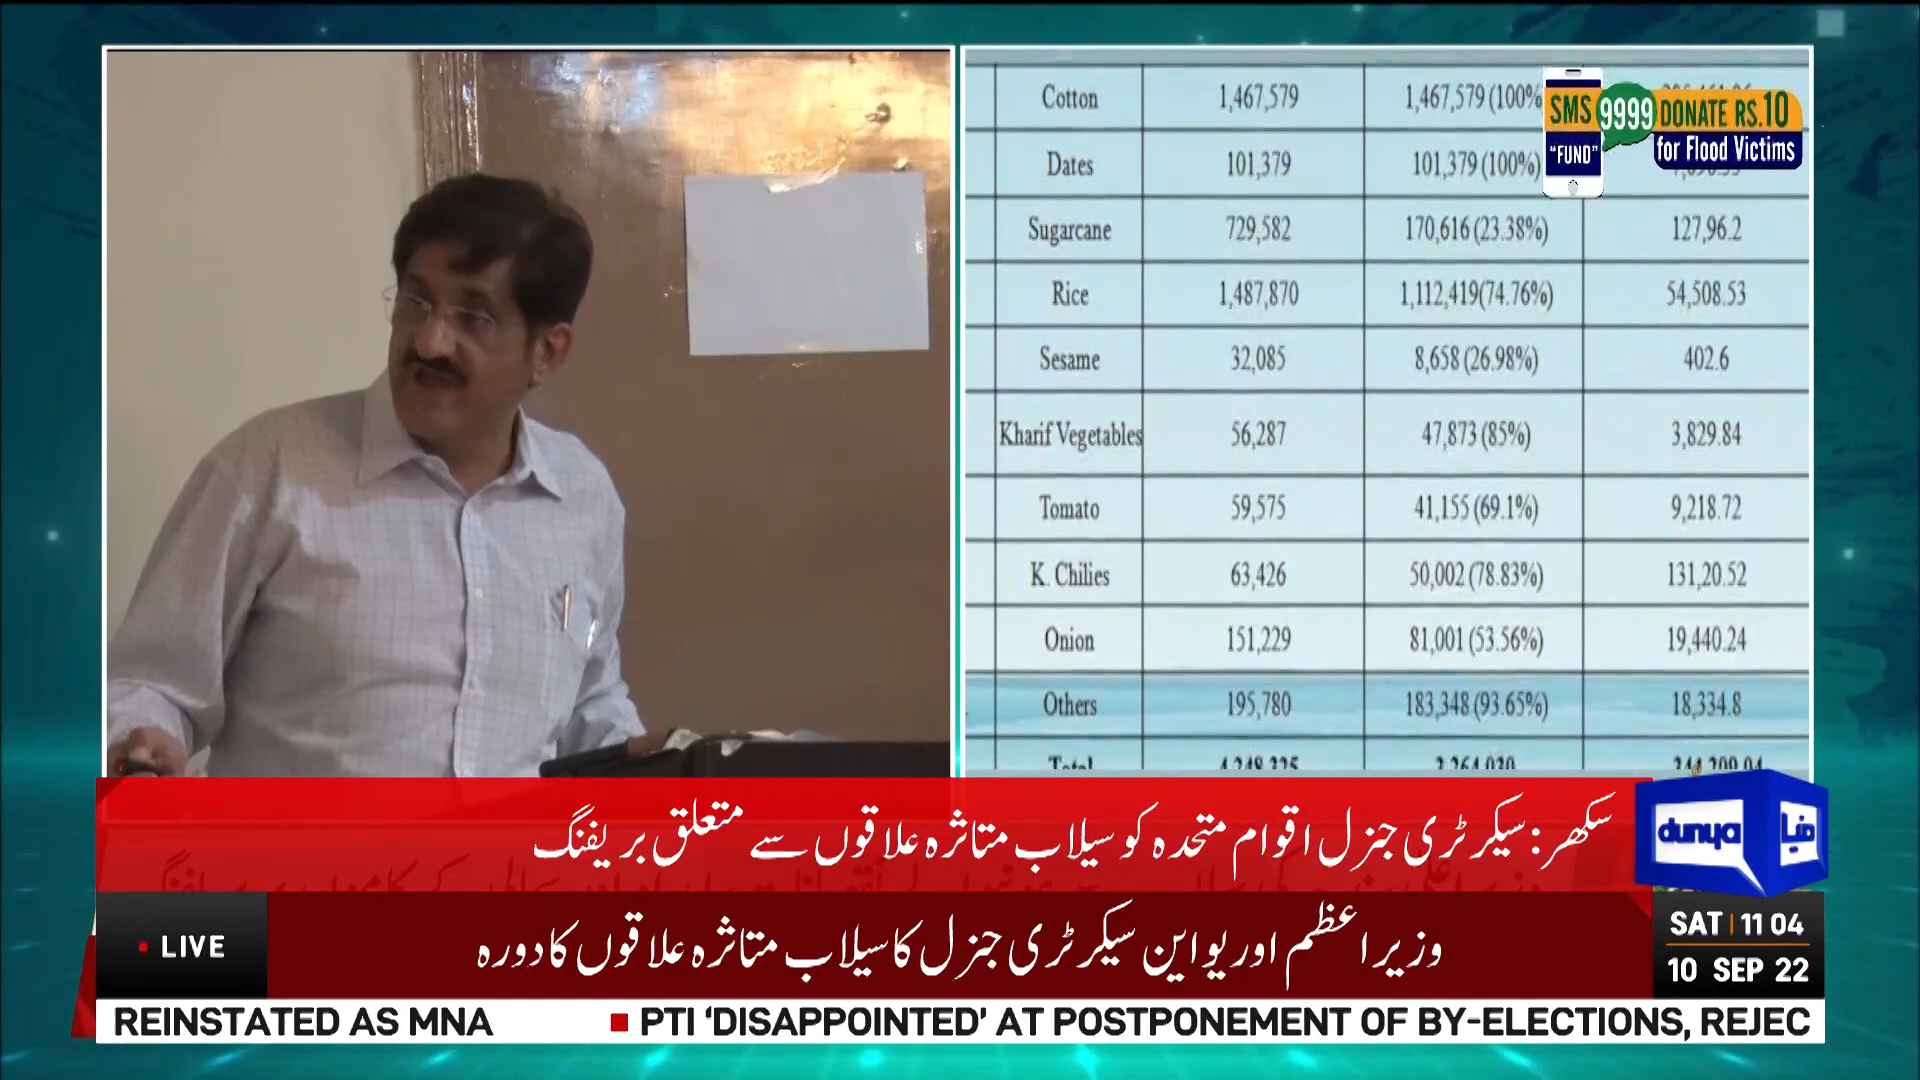 Cotton 1,467,579 1,467,579 (100%
Dates 101,379 101,379 (100%)
Sugarcane 729,582 170,616 (23.38%) 127,96.2
Rice 1,487,870 1,112,419(74.76%) 54,508.53
Sesame 32,085 8,658 (26.98%) 402.6
Kharif Vegetables 56,287 47,873 (85%) 3,829.84
Tomato 59,575 41,155 (69.1%) 9,218.72
K. Chilies 63,426 50,002 (78.83%) 131,20.52
Onion 151,229 81,001 (53.56%) 19,440.24
Others 195,780 183,348 (93.65%) 18,334.8
Total
SMS 9999 DONATE RS.10
"FUND" for Flood Victims
سکھر: سیکرٹری جنرل اقوام متحدہ کو سیلاب متاثرہ علاقوں سے متعلق بریفنگ
dunya دنیا
LIVE
وزیراعظم اور یو این سیکرٹری جنرل کا سیلاب متاثرہ علاقوں کا دورہ
SAT 11 04
10 SEP 22
REINSTATED AS MNA PTI ‘DISAPPOINTED’ AT POSTPONEMENT OF BY-ELECTIONS, REJEC